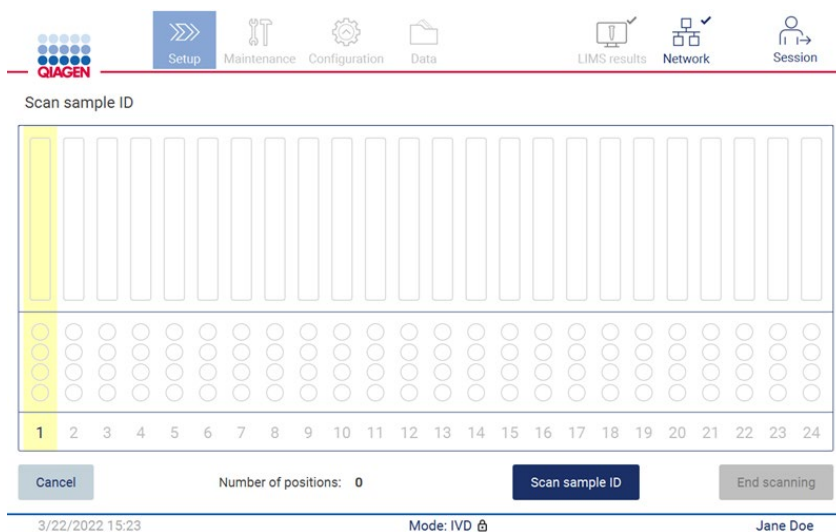 QIAGEN
Setup Maintenance Configuration Data LIMS results Network Session
Scan sample ID
1 2 3 4 5 6 7 8 9 10 11 12 13 14 15 16 17 18 19 20 21 22 23 24
Cancel Number of positions: 0 Scan sample ID End scanning
3/22/2022 15:23 Mode: IVD Jane Doe